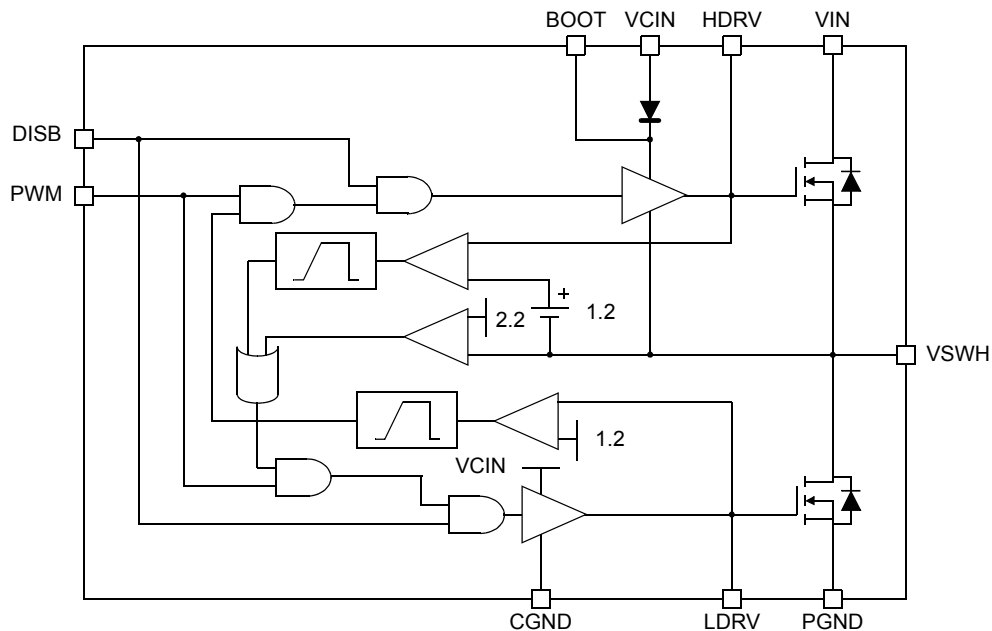 BOOT VCIN HDRV VIN
DISB
PWM
+
2.2 1.2
VSWH
1.2
VCIN
CGND LDRV PGND